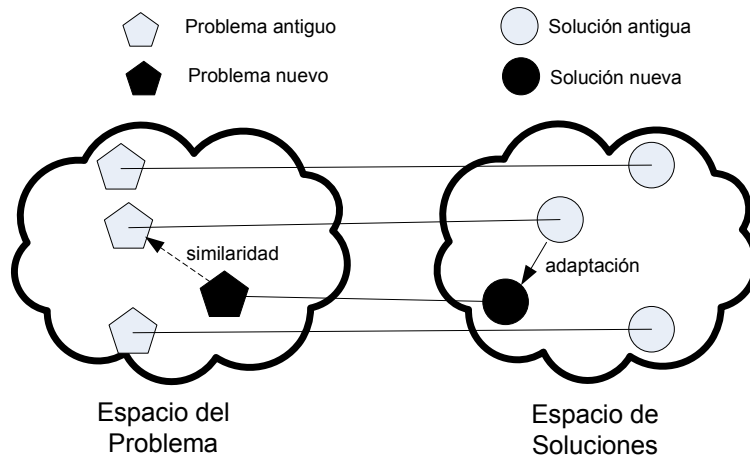 Problema antiguo
Solución antigua
Problema nuevo
Solución nueva
similaridad
adaptación
Espacio del
Problema
Espacio de
Soluciones